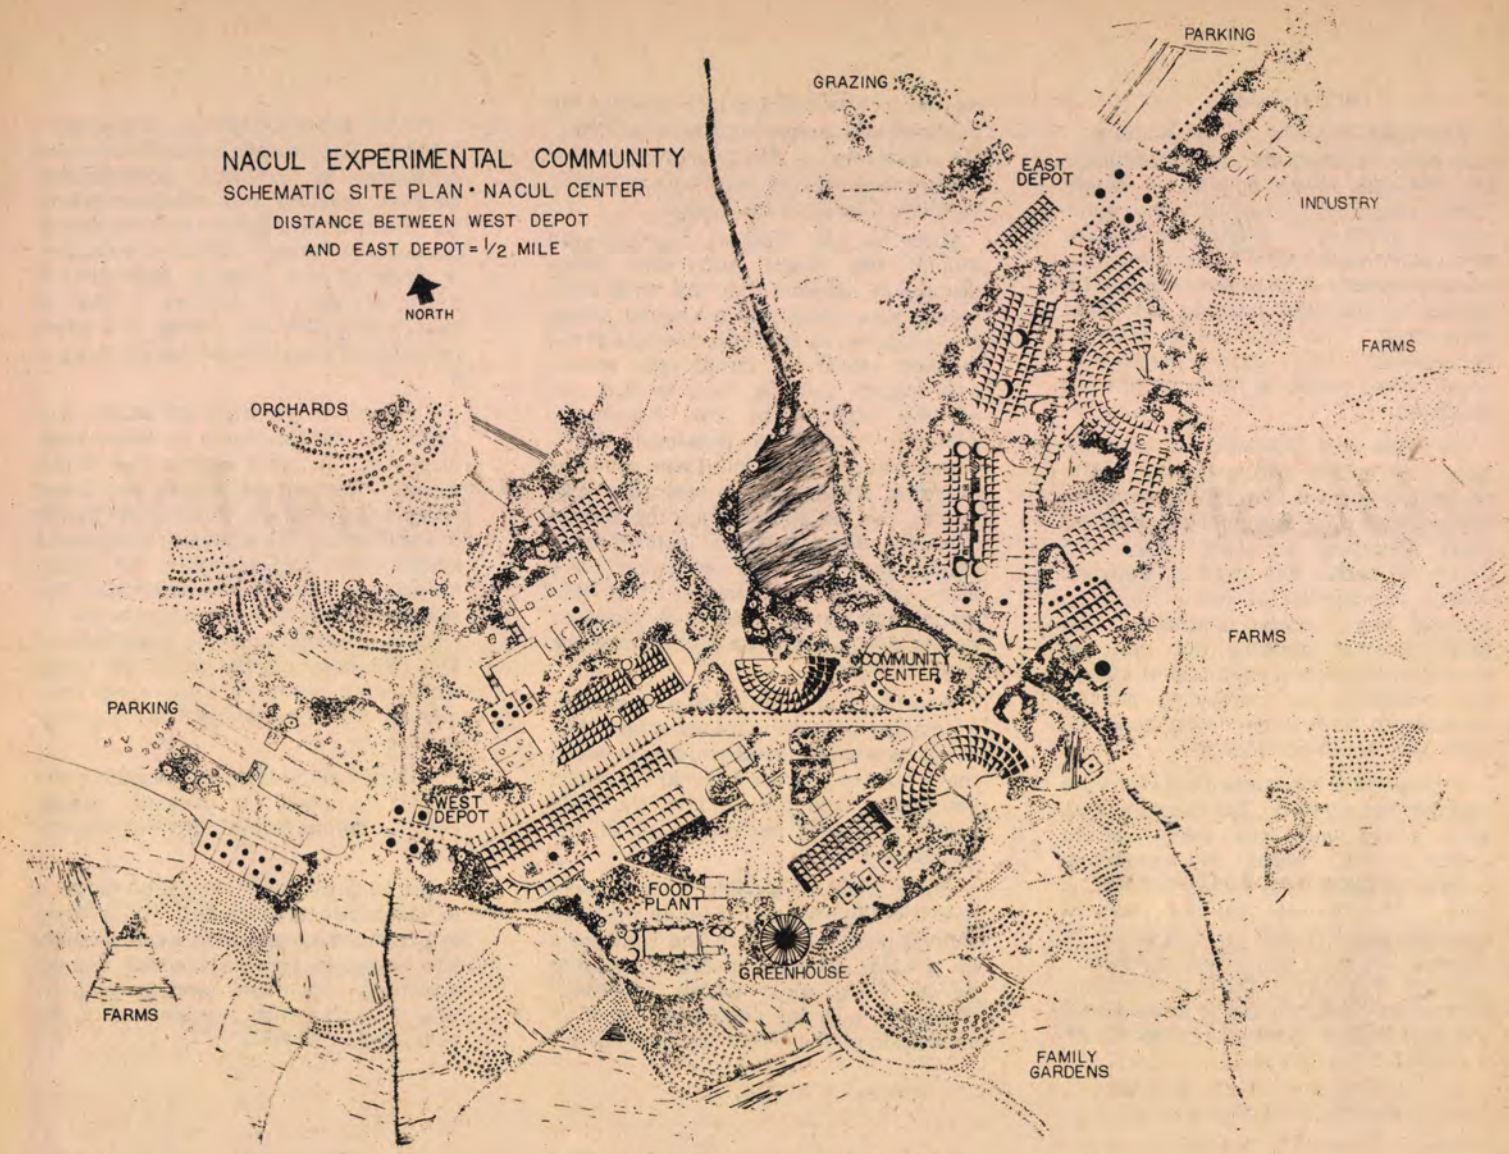 PARKING
GRAZING
NACUL EXPERIMENTAL COMMUNITY
SCHEMATIC SITE PLAN • NACUL CENTER
DISTANCE BETWEEN WEST DEPOT
AND EAST DEPOT = 1/2 MILE
NORTH
EAST
DEPOT
INDUSTRY
FARMS
ORCHARDS
FARMS
COMMUNITY
CENTER
PARKING
WEST
DEPOT
FOOD
PLANT
GREENHOUSE
FARMS
FAMILY
GARDENS